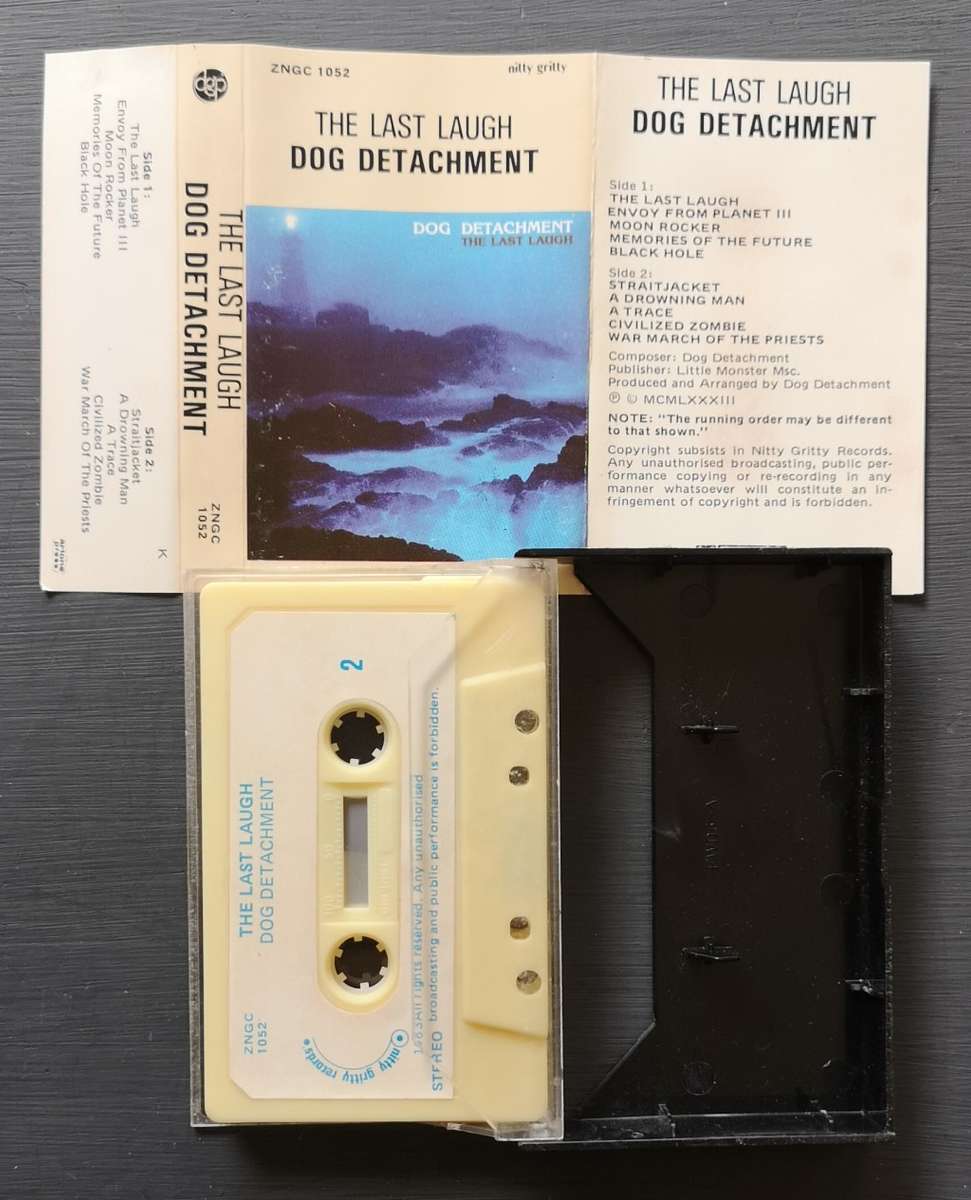 Side 1:
The Last Laugh
Envoy From Planet III
Moon Rocker
Memories Of The Future
Black Hole
Side 2:
Straitjacket
A Drowning Man
A Trace
Civilized Zombie
War March Of The Priests
K
artone
press
THE LAST LAUGH
DOG DETACHMENT
ZNGC
1052
ZNGC 1052
nitty gritty
THE LAST LAUGH
DOG DETACHMENT
DOG DETACHMENT
THE LAST LAUGH
THE LAST LAUGH
DOG DETACHMENT
Side 1:
THE LAST LAUGH
ENVOY FROM PLANET III
MOON ROCKER
MEMORIES OF THE FUTURE
BLACK HOLE
Side 2:
STRAITJACKET
A DROWNING MAN
A TRACE
CIVILIZED ZOMBIE
WAR MARCH OF THE PRIESTS
Composer: Dog Detachment
Publisher: Little Monster Msc.
Produced and Arranged by Dog Detachment
℗ © MCMLXXXIII
NOTE: "The running order may be different
to that shown."
Copyright subsists in Nitty Gritty Records.
Any unauthorised broadcasting, public per-
formance copying or re-recording in any
manner whatsoever will constitute an in-
fringement of copyright and is forbidden.
2
THE LAST LAUGH
DOG DETACHMENT
ZNGC
1052
nitty gritty records
1983 All rights reserved. Any unauthorised
STEREO broadcasting and public performance is forbidden.